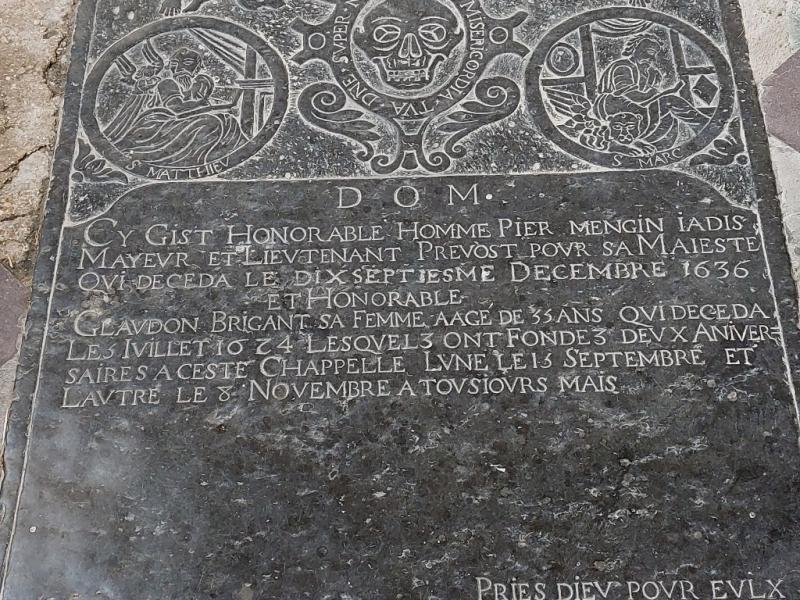 MISERICORDIA TVA DNE SVPER
S MATTHIEV
S MARC
D O M
CY GIST HONORABLE HOMME PIER MENGIN IADIS
MAYEVR ET LIEVTENANT PREVOST POVR SA MAIESTE
QVI DECEDA LE DIXSEPTIESME DECEMBRE 1636
ET HONORABLE
GLAVDON BRIGANT SA FEMME AAGE DE 35 ANS QVI DECEDA
LE 5 IVILLET 1624 LESQVEL3 ONT FONDE3 DEVX ANIVER=
SAIRES A CESTE CHAPPELLE LVNE LE 15 SEPTEMBRE ET
LAVTRE LE 8 NOVEMBRE A TOVSIOVRS MAIS
PRIES DIEV POVR EVLX